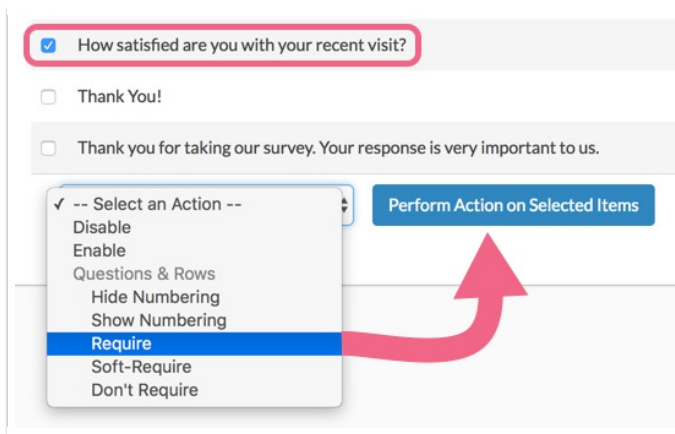 How satisfied are you with your recent visit?
Thank You!
Thank you for taking our survey. Your response is very important to us.
-- Select an Action --
Perform Action on Selected Items
Disable
Enable
Questions & Rows
Hide Numbering
Show Numbering
Require
Soft-Require
Don't Require